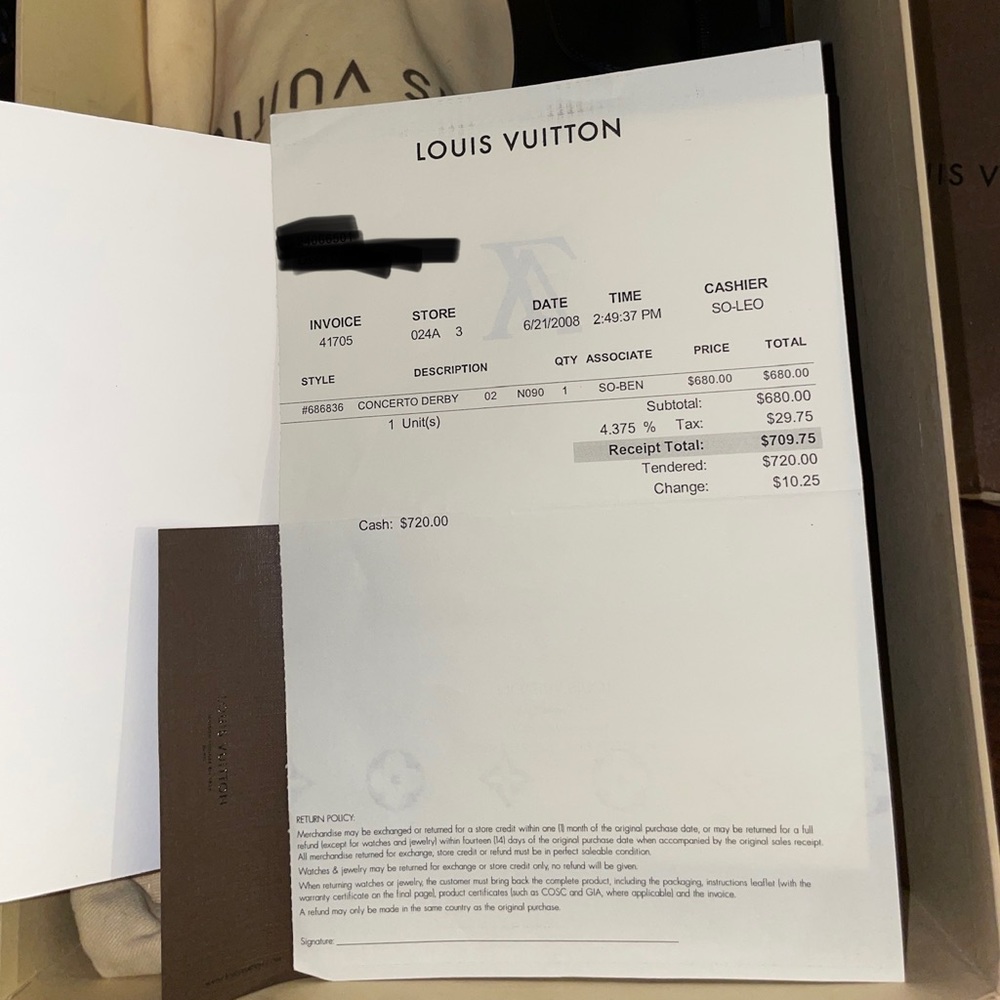 LOUIS VUITTON
INVOICE STORE DATE TIME CASHIER
41705 024A 3 6/21/2008 2:49:37 PM SO-LEO
STYLE DESCRIPTION QTY ASSOCIATE PRICE TOTAL
#686836 CONCERTO DERBY 02 N090 1 SO-BEN $680.00 $680.00
1 Unit(s) Subtotal: $680.00
4.375 % Tax: $29.75
Receipt Total: $709.75
Tendered: $720.00
Change: $10.25
Cash: $720.00
RETURN POLICY:
Merchandise may be exchanged or returned for a store credit within one (1) month of the original purchase date, or may be returned for a full
refund (except for watches and jewelry) within fourteen (14) days of the original purchase date when accompanied by the original sales receipt.
All merchandise returned for exchange, store credit or refund must be in perfect saleable condition.
Watches & jewelry may be returned for exchange or store credit only, no refund will be given.
When returning watches or jewelry, the customer must bring back the complete product, including the packaging, instructions leaflet (with the
warranty certificate on the final page), product certificates (such as COSC and GIA, where applicable) and the invoice.
A refund may only be made in the same country as the original purchase.
Signature:
IS V
LOUIS VUITTON